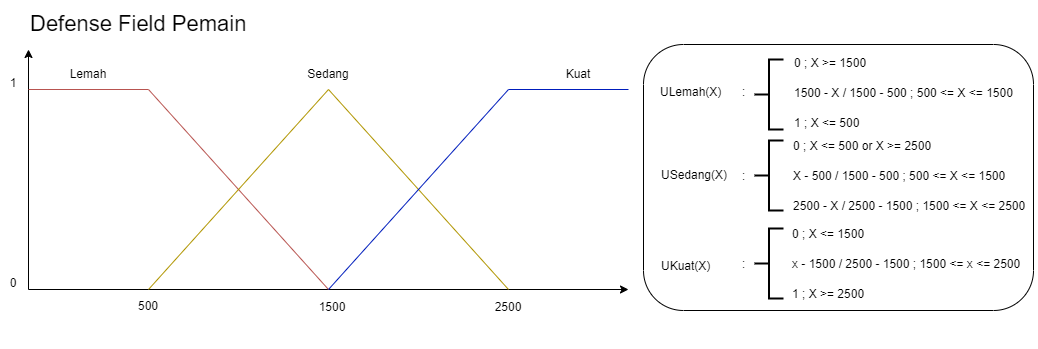 Defense Field Pemain
Lemah
Sedang
Kuat
1
0
500
1500
2500
ULemah(X) :
0 ; X >= 1500
1500 - X / 1500 - 500 ; 500 <= X <= 1500
1 ; X <= 500
USedang(X) :
0 ; X <= 500 or X >= 2500
X - 500 / 1500 - 500 ; 500 <= X <= 1500
2500 - X / 2500 - 1500 ; 1500 <= X <= 2500
UKuat(X) :
0 ; X <= 1500
x - 1500 / 2500 - 1500 ; 1500 <= x <= 2500
1 ; X >= 2500